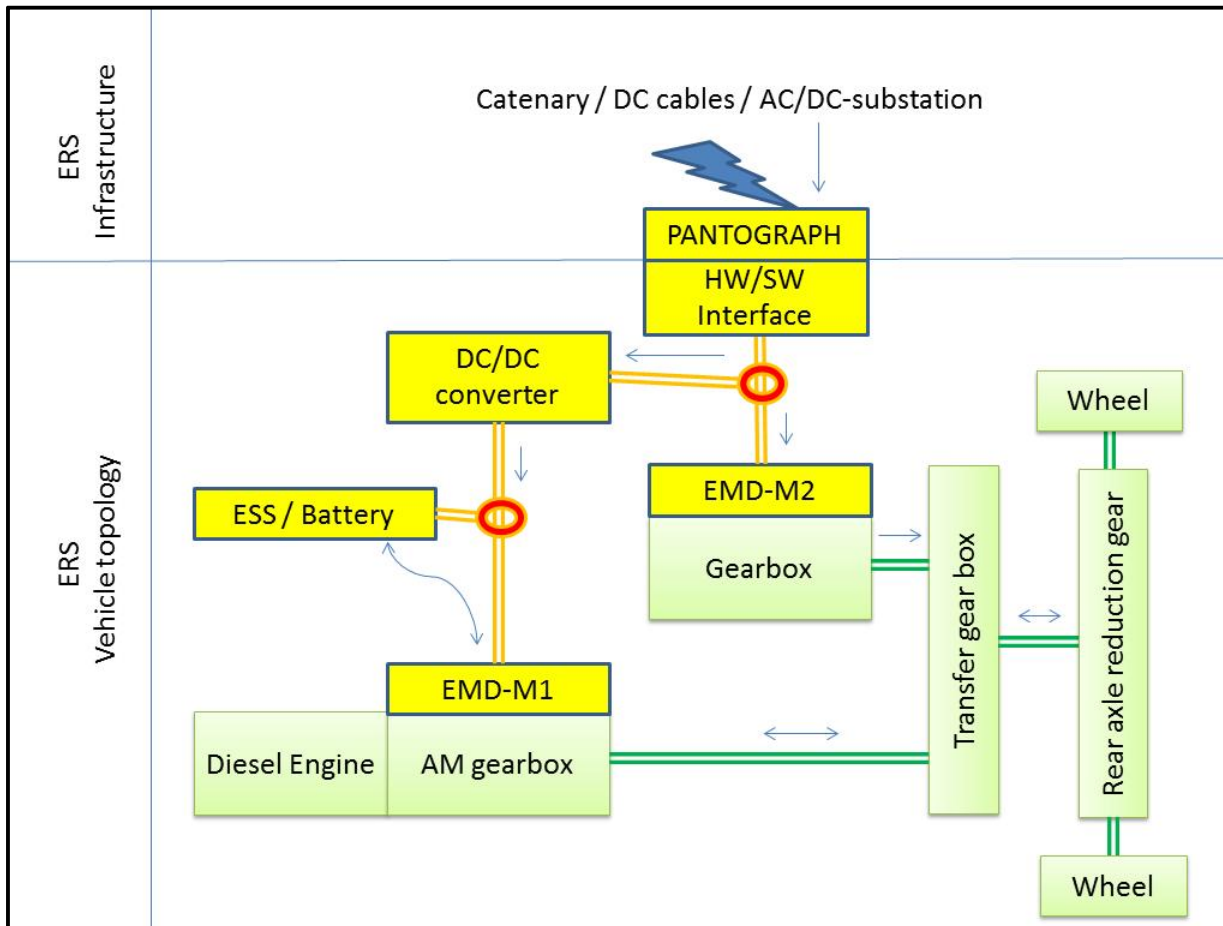 ERS
Infrastructure
Catenary / DC cables / AC/DC-substation
PANTOGRAPH
HW/SW
Interface
ERS
Vehicle topology
DC/DC
converter
ESS / Battery
EMD-M2
Gearbox
EMD-M1
Diesel Engine
AM gearbox
Transfer gear box
Wheel
Rear axle reduction gear
Wheel